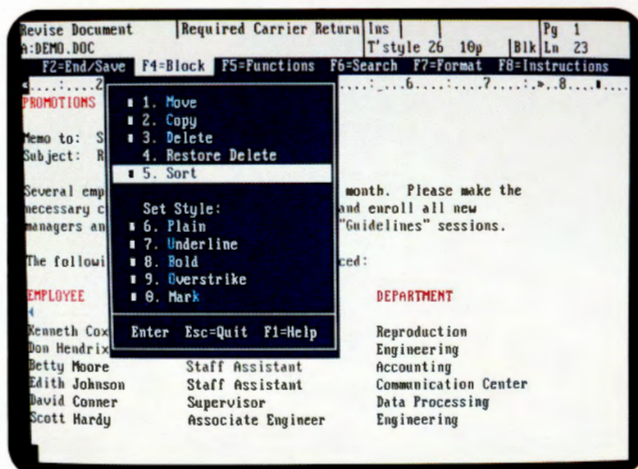 Revise Document |Required Carrier Return|Ins | | |Pg 1
A:DEMO.DOC T'style 26 10p |Blk|Ln 23
F2=End/Save F4=Block F5=Functions F6=Search F7=Format F8=Instructions
«....:....2 ....:_...6....:....7....:.»..8....
PROMOTIONS
1. Move
2. Copy
Memo to: S 3. Delete
Subject: R 4. Restore Delete
5. Sort
Several emp month. Please make the
necessary c Set Style: and enroll all new
managers an 6. Plain "Guidelines" sessions.
7. Underline
The followi 8. Bold ced:
9. Overstrike
EMPLOYEE 0. Mark DEPARTMENT
Kenneth Cox Enter Esc=Quit F1=Help Reproduction
Don Hendrix Engineering
Betty Moore Staff Assistant Accounting
Edith Johnson Staff Assistant Communication Center
David Conner Supervisor Data Processing
Scott Hardy Associate Engineer Engineering